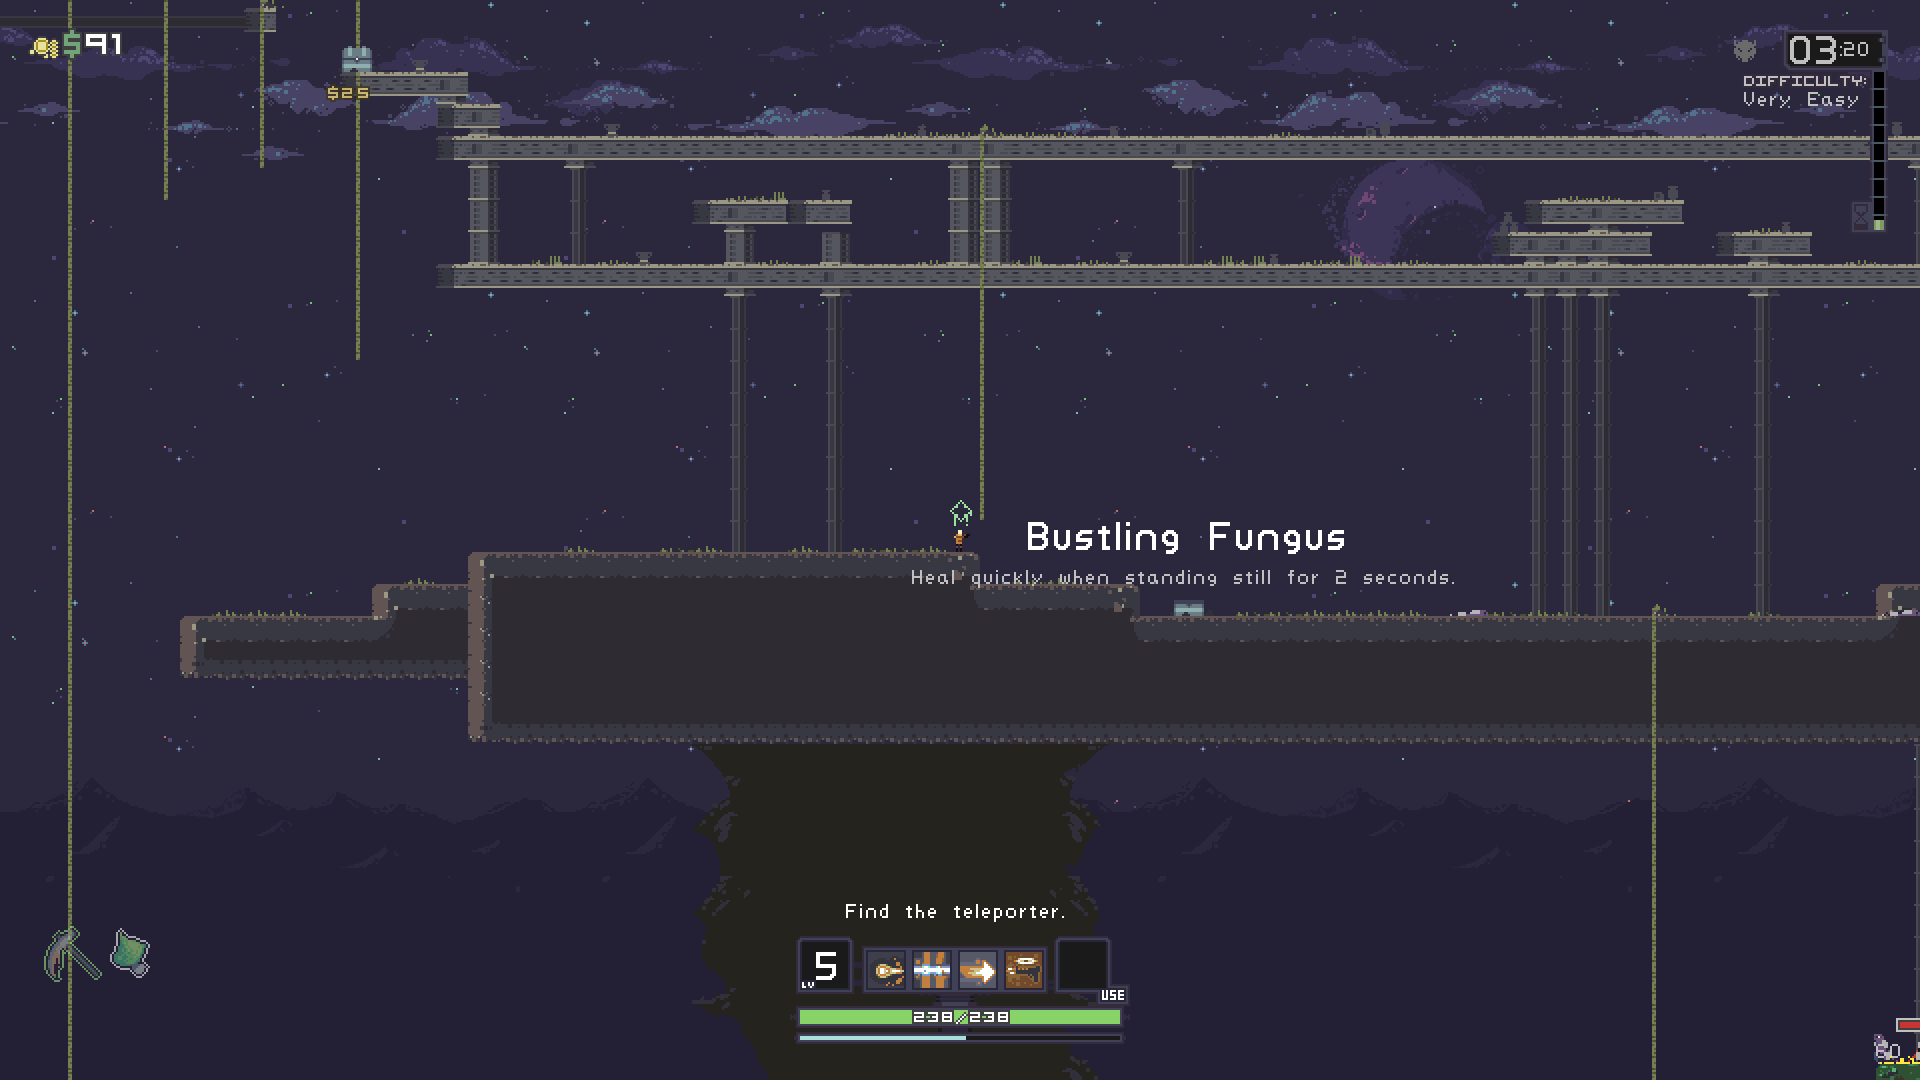 $91
03:20
DIFFICULTY:
Very Easy
$25
Bustling Fungus
Heal quickly when standing still for 2 seconds.
Find the teleporter.
5
LV
USE
238/238